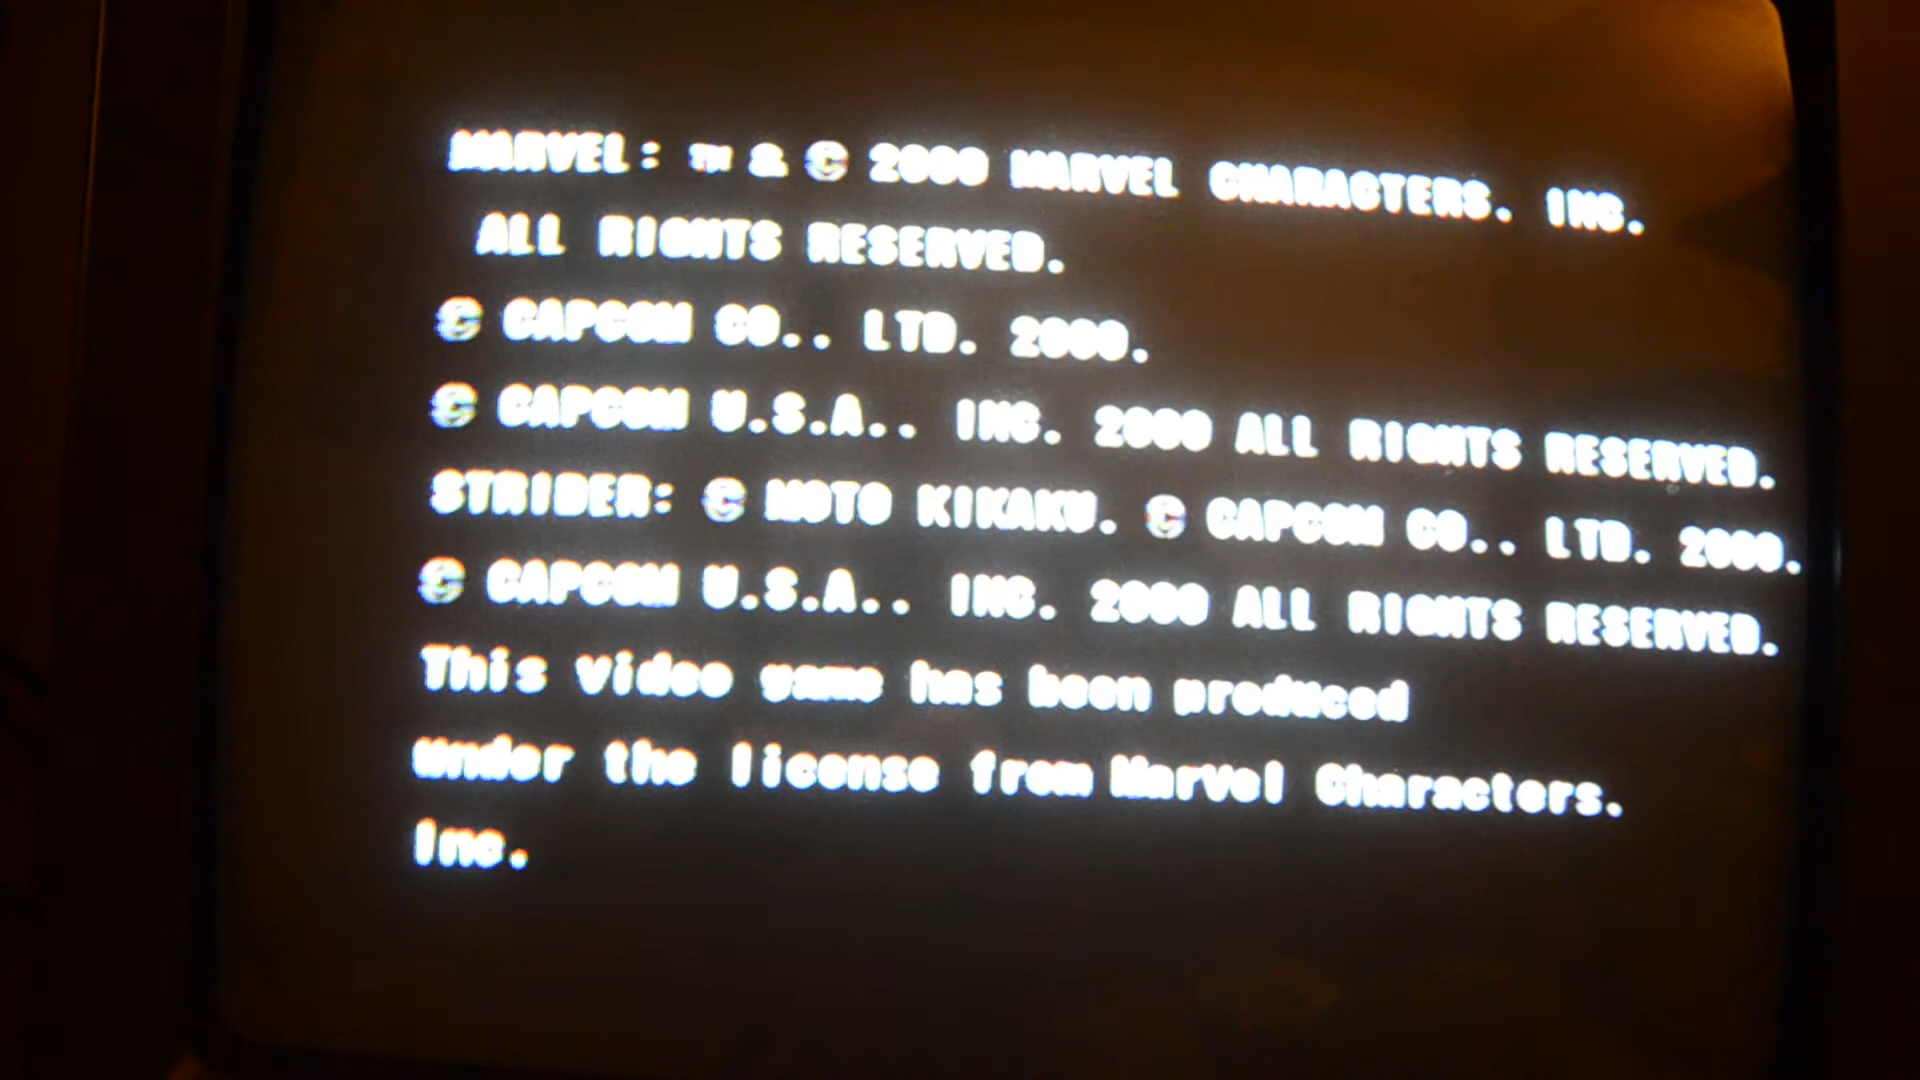 MARVEL: ™ & © 2000 MARVEL CHARACTERS. INC.
ALL RIGHTS RESERVED.
© CAPCOM CO.. LTD. 2000.
© CAPCOM U.S.A.. INC. 2000 ALL RIGHTS RESERVED.
STRIDER: © MOTO KIKAKU. © CAPCOM CO.. LTD. 2000.
© CAPCOM U.S.A.. INC. 2000 ALL RIGHTS RESERVED.
This video game has been produced
under the license from Marvel Characters.
Inc.